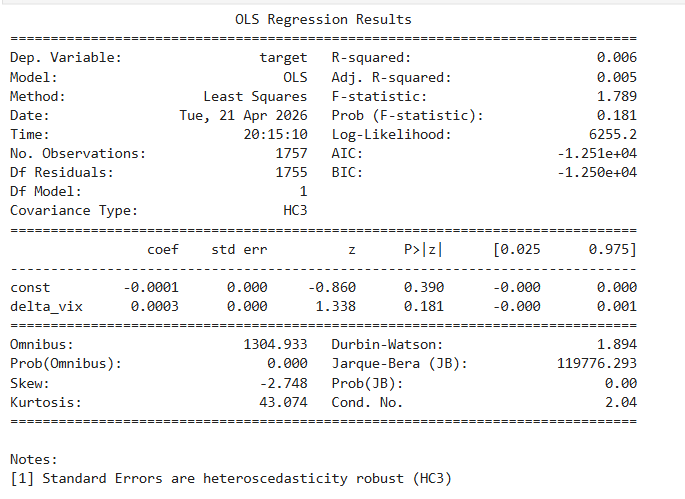 OLS Regression Results
==============================================================================
Dep. Variable:                 target   R-squared:                       0.006
Model:                            OLS   Adj. R-squared:                  0.005
Method:                 Least Squares   F-statistic:                     1.789
Date:                Tue, 21 Apr 2026   Prob (F-statistic):              0.181
Time:                        20:15:10   Log-Likelihood:                 6255.2
No. Observations:                1757   AIC:                        -1.251e+04
Df Residuals:                    1755   BIC:                        -1.250e+04
Df Model:                           1
Covariance Type:                  HC3
==============================================================================
                 coef    std err          z      P>|z|      [0.025      0.975]
------------------------------------------------------------------------------
const         -0.0001      0.000     -0.860      0.390      -0.000       0.000
delta_vix      0.0003      0.000      1.338      0.181      -0.000       0.001
==============================================================================
Omnibus:                     1304.933   Durbin-Watson:                   1.894
Prob(Omnibus):                  0.000   Jarque-Bera (JB):           119776.293
Skew:                          -2.748   Prob(JB):                         0.00
Kurtosis:                      43.074   Cond. No.                         2.04
==============================================================================
Notes:
[1] Standard Errors are heteroscedasticity robust (HC3)